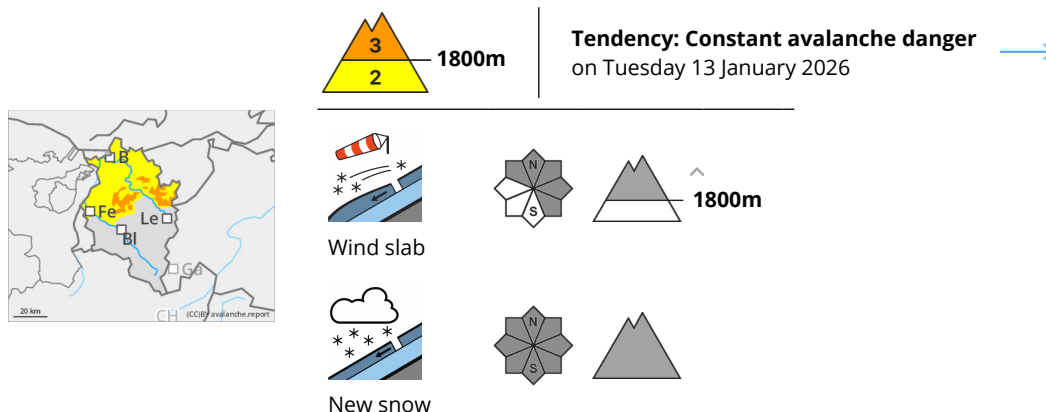 3
2
1800m
Tendency: Constant avalanche danger
on Tuesday 13 January 2026
B
Fe
Le
Bl
Ga
CH
20 km
(CC)BY avalanche.report
N
S
1800m
Wind slab
N
S
New snow